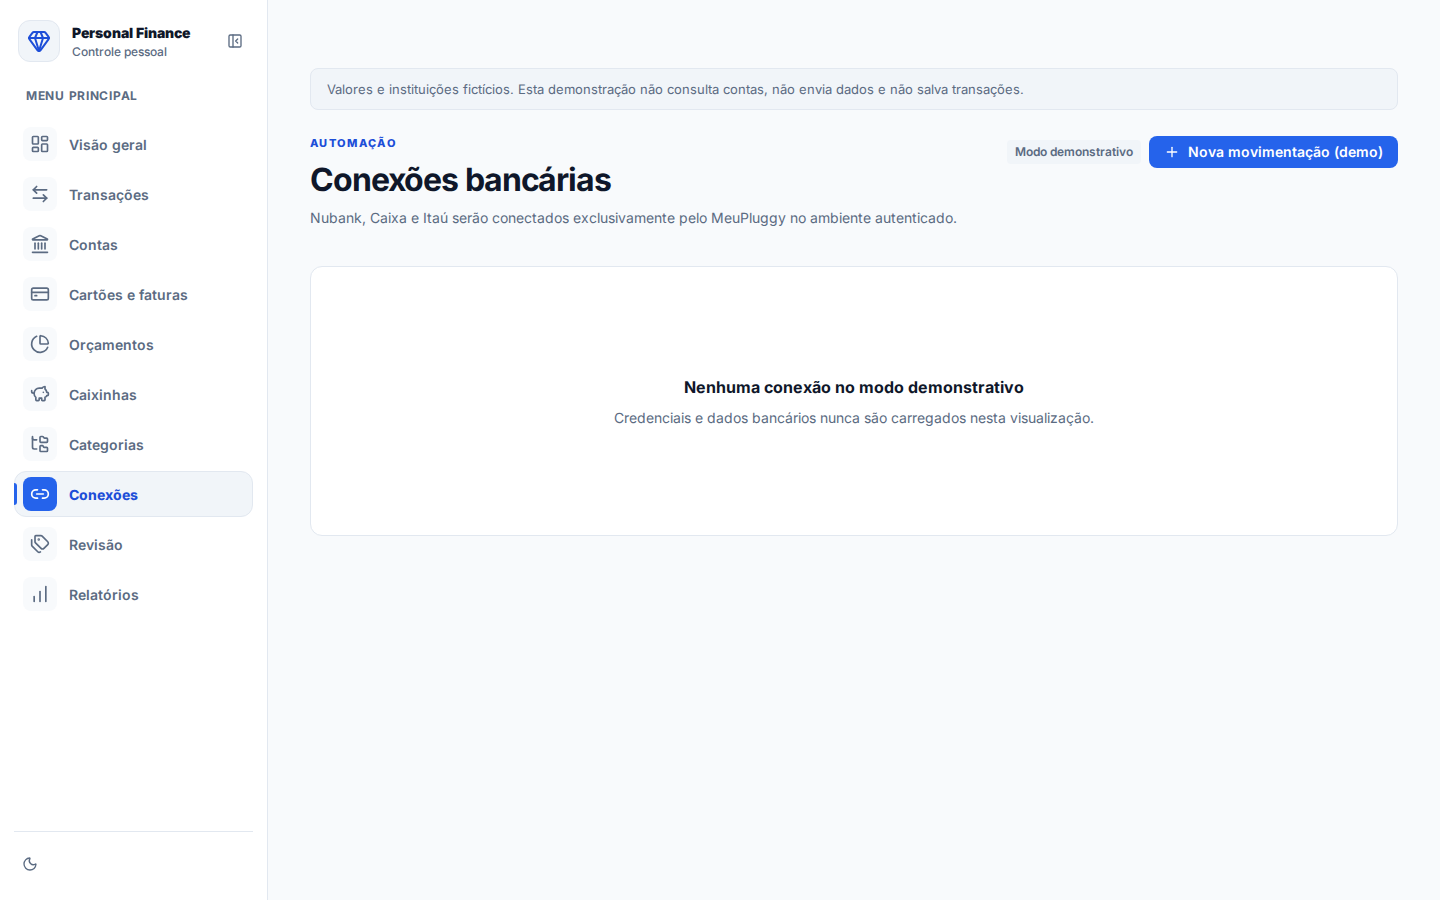 Personal Finance
Controle pessoal
MENU PRINCIPAL
Visão geral
Transações
Contas
Cartões e faturas
Orçamentos
Caixinhas
Categorias
Conexões
Revisão
Relatórios
Valores e instituições fictícios. Esta demonstração não consulta contas, não envia dados e não salva transações.
AUTOMAÇÃO
Conexões bancárias
Nubank, Caixa e Itaú serão conectados exclusivamente pelo MeuPluggy no ambiente autenticado.
Modo demonstrativo
Nova movimentação (demo)
Nenhuma conexão no modo demonstrativo
Credenciais e dados bancários nunca são carregados nesta visualização.